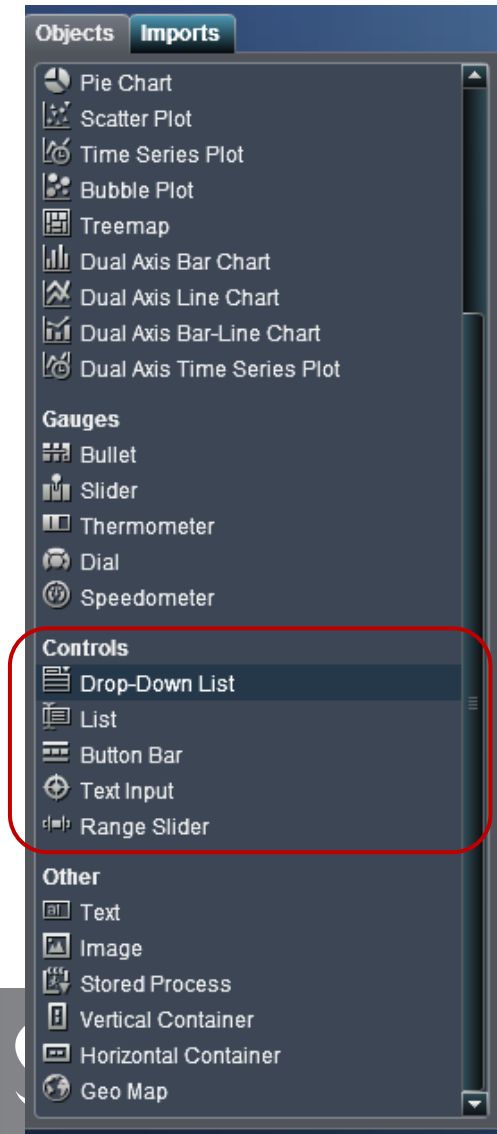 Objects Imports
Pie Chart
Scatter Plot
Time Series Plot
Bubble Plot
Treemap
Dual Axis Bar Chart
Dual Axis Line Chart
Dual Axis Bar-Line Chart
Dual Axis Time Series Plot
Gauges
Bullet
Slider
Thermometer
Dial
Speedometer
Controls
Drop-Down List
List
Button Bar
Text Input
Range Slider
Other
Text
Image
Stored Process
Vertical Container
Horizontal Container
Geo Map